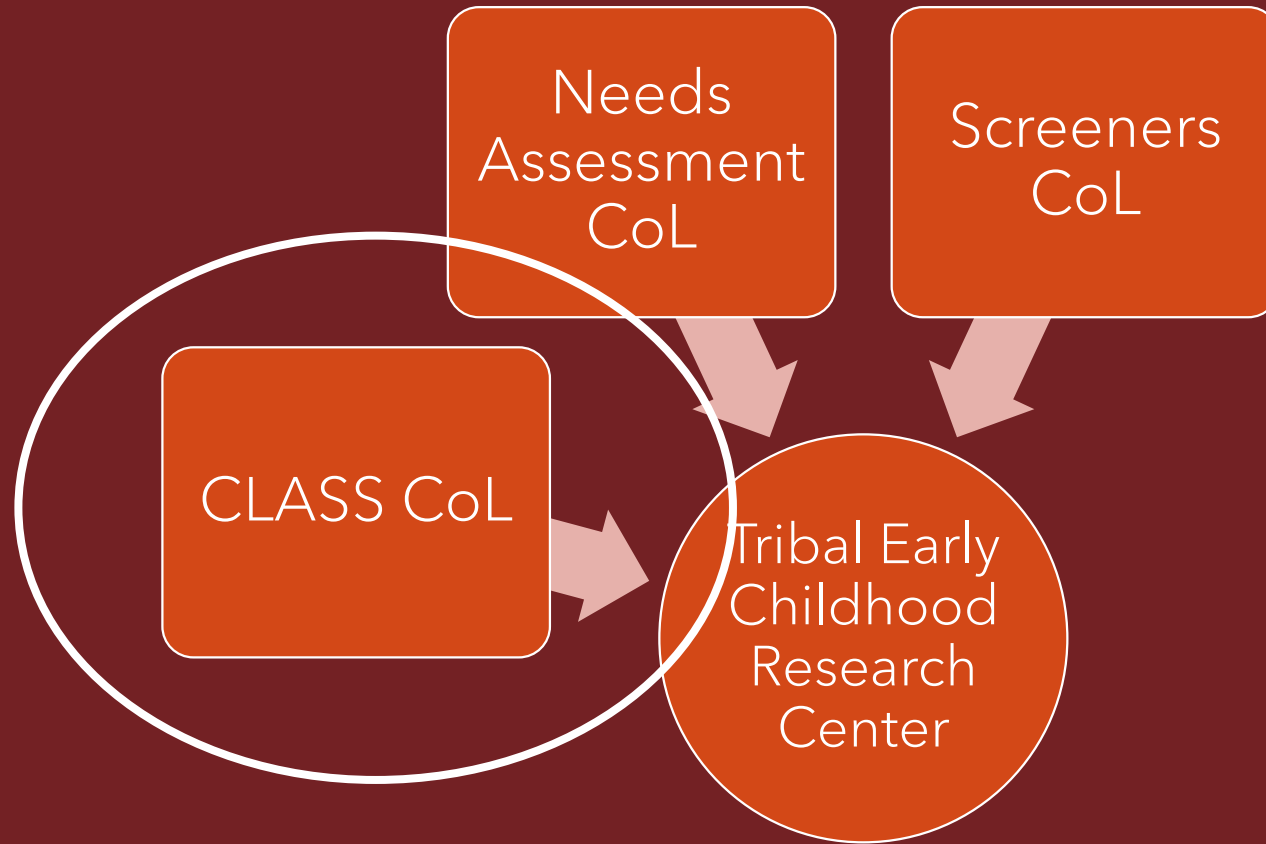 Needs
Assessment
CoL
Screeners
CoL
CLASS CoL
Tribal Early
Childhood
Research
Center